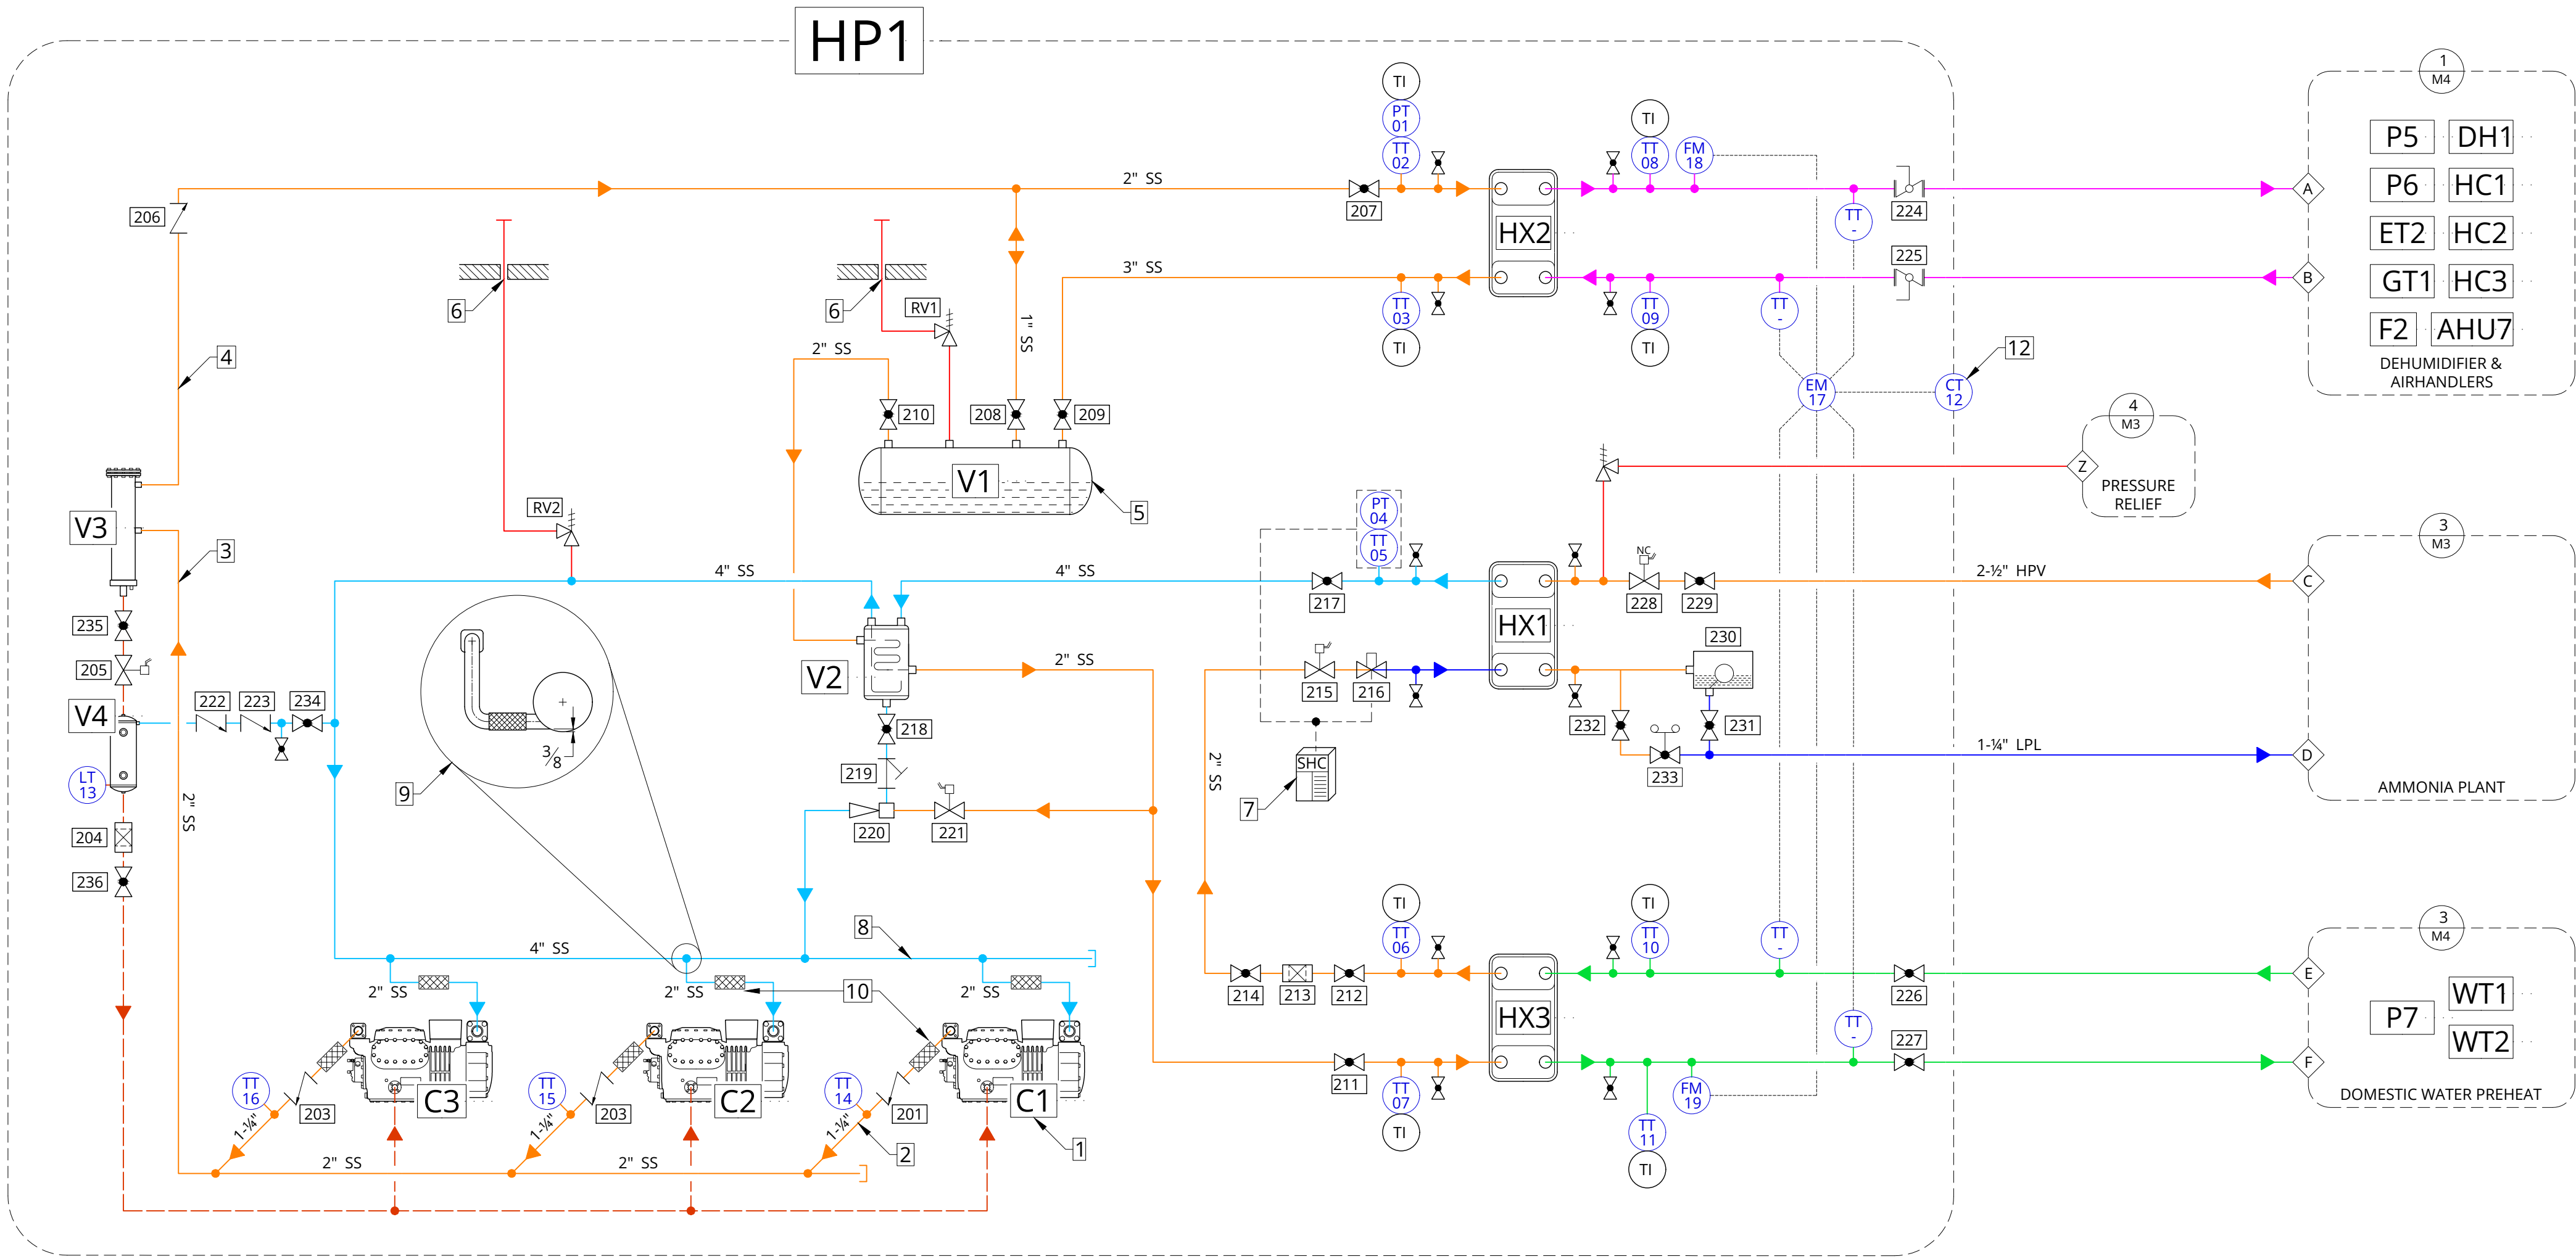 HP1
1
M4
TI
PT
01
TT
02
TI
TT
08
FM
18
P5 DH1
P6 HC1
ET2 HC2
GT1 HC3
F2 AHU7
DEHUMIDIFIER &
AIRHANDLERS
2" SS
206
207
HX2
TT
-
224
A
225
B
3" SS
6
6
RV1
1" SS
TT
03
TI
TT
09
TI
TT
-
12
4
2" SS
EM
17
CT
12
4
M3
210
208
209
Z
PRESSURE
RELIEF
V1
5
RV2
V3
3
PT
04
TT
05
3
M3
NC
4" SS
4" SS
217
228
229
2-½" HPV
C
235
HX1
230
205
V2
2" SS
215
216
V4
222
223
234
218
232
231
2" SS
SHC
233
1-¼" LPL
D
AMMONIA PLANT
LT
13
219
3/8
9
7
2" SS
204
220
221
236
3
M4
TI
TT
06
TI
TT
10
TT
-
8
4" SS
E
214
213
212
226
2" SS
2" SS
10
2" SS
HX3
P7
WT1
WT2
TT
-
227
F
211
TT
07
TI
FM
19
TT
11
TI
DOMESTIC WATER PREHEAT
TT
16
203
C3
TT
15
203
C2
TT
14
201
C1
1-¼"
1-¼"
1-¼"
2
1
2" SS
2" SS